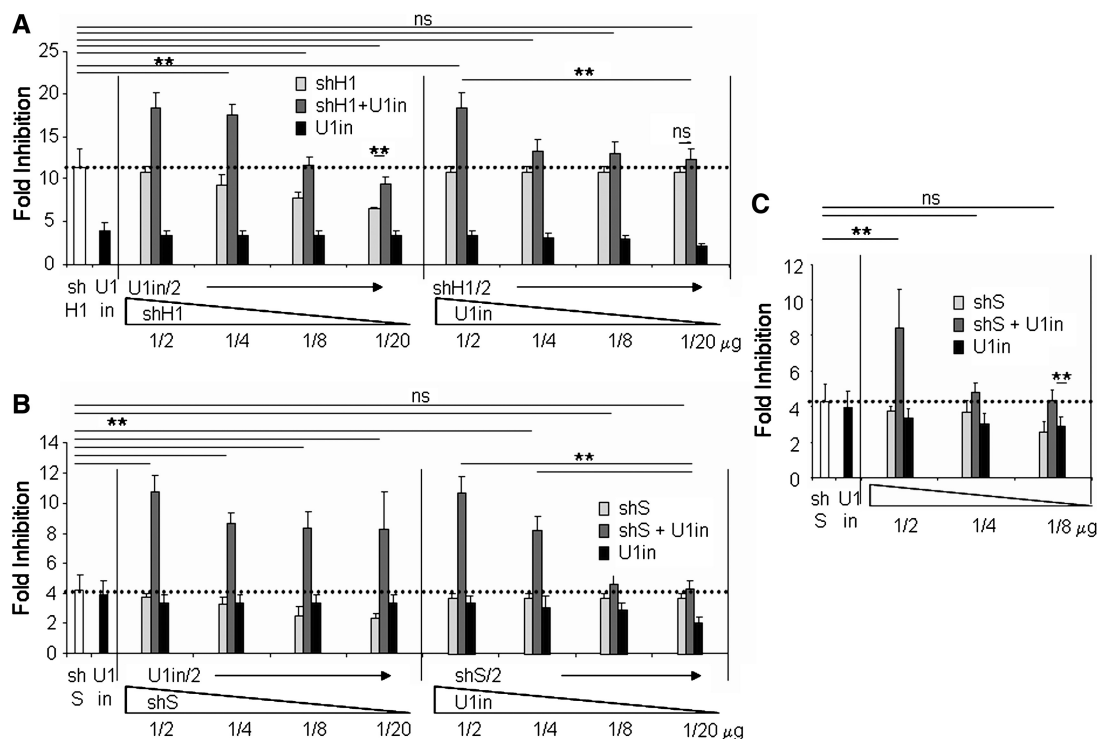 A
ns
**
**
25
20
15
10
5
0
Fold Inhibition
shH1
shH1+U1in
U1in
**
ns
sh H1
U1 in
U1in/2
shH1
1/2 1/4 1/8 1/20
shH1/2
U1in
1/2 1/4 1/8 1/20 μg
B
ns
**
**
14
12
10
8
6
4
2
0
Fold Inhibition
shS
shS + U1in
U1in
sh S
U1 in
U1in/2
shS
1/2 1/4 1/8 1/20
shS/2
U1in
1/2 1/4 1/8 1/20 μg
C
ns
**
12
10
8
6
4
2
0
Fold Inhibition
shS
shS + U1in
U1in
**
sh S
U1 in
1/2 1/4 1/8 μg